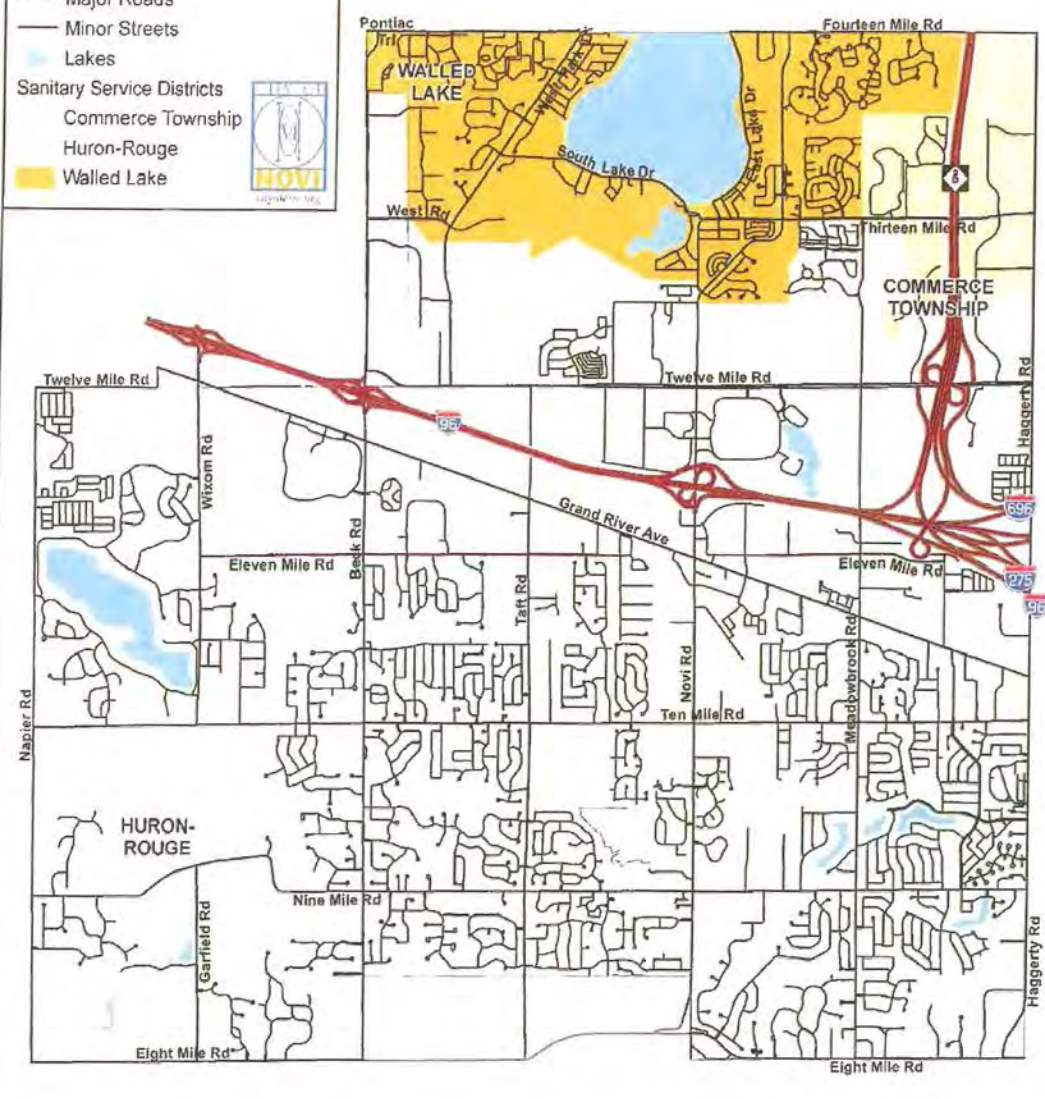 Major Roads
Minor Streets
Lakes
Sanitary Service Districts
Commerce Township
Huron-Rouge
Walled Lake
CITY OF
NOVI
Pontiac
Trl
Fourteen Mile Rd
WALLED
LAKE
West Park
East Lake Dr
South Lake Dr
West Rd
Thirteen Mile Rd
COMMERCE
TOWNSHIP
Haggerty Rd
Twelve Mile Rd
Twelve Mile Rd
96
Wixom Rd
Grand River Ave
696
Beck Rd
Eleven Mile Rd
Eleven Mile Rd
275
96
Taft Rd
Novi Rd
Meadowbrook Rd
Napier Rd
Ten Mile Rd
HURON-
ROUGE
Nine Mile Rd
Garfield Rd
Haggerty Rd
Eight Mile Rd
Eight Mile Rd